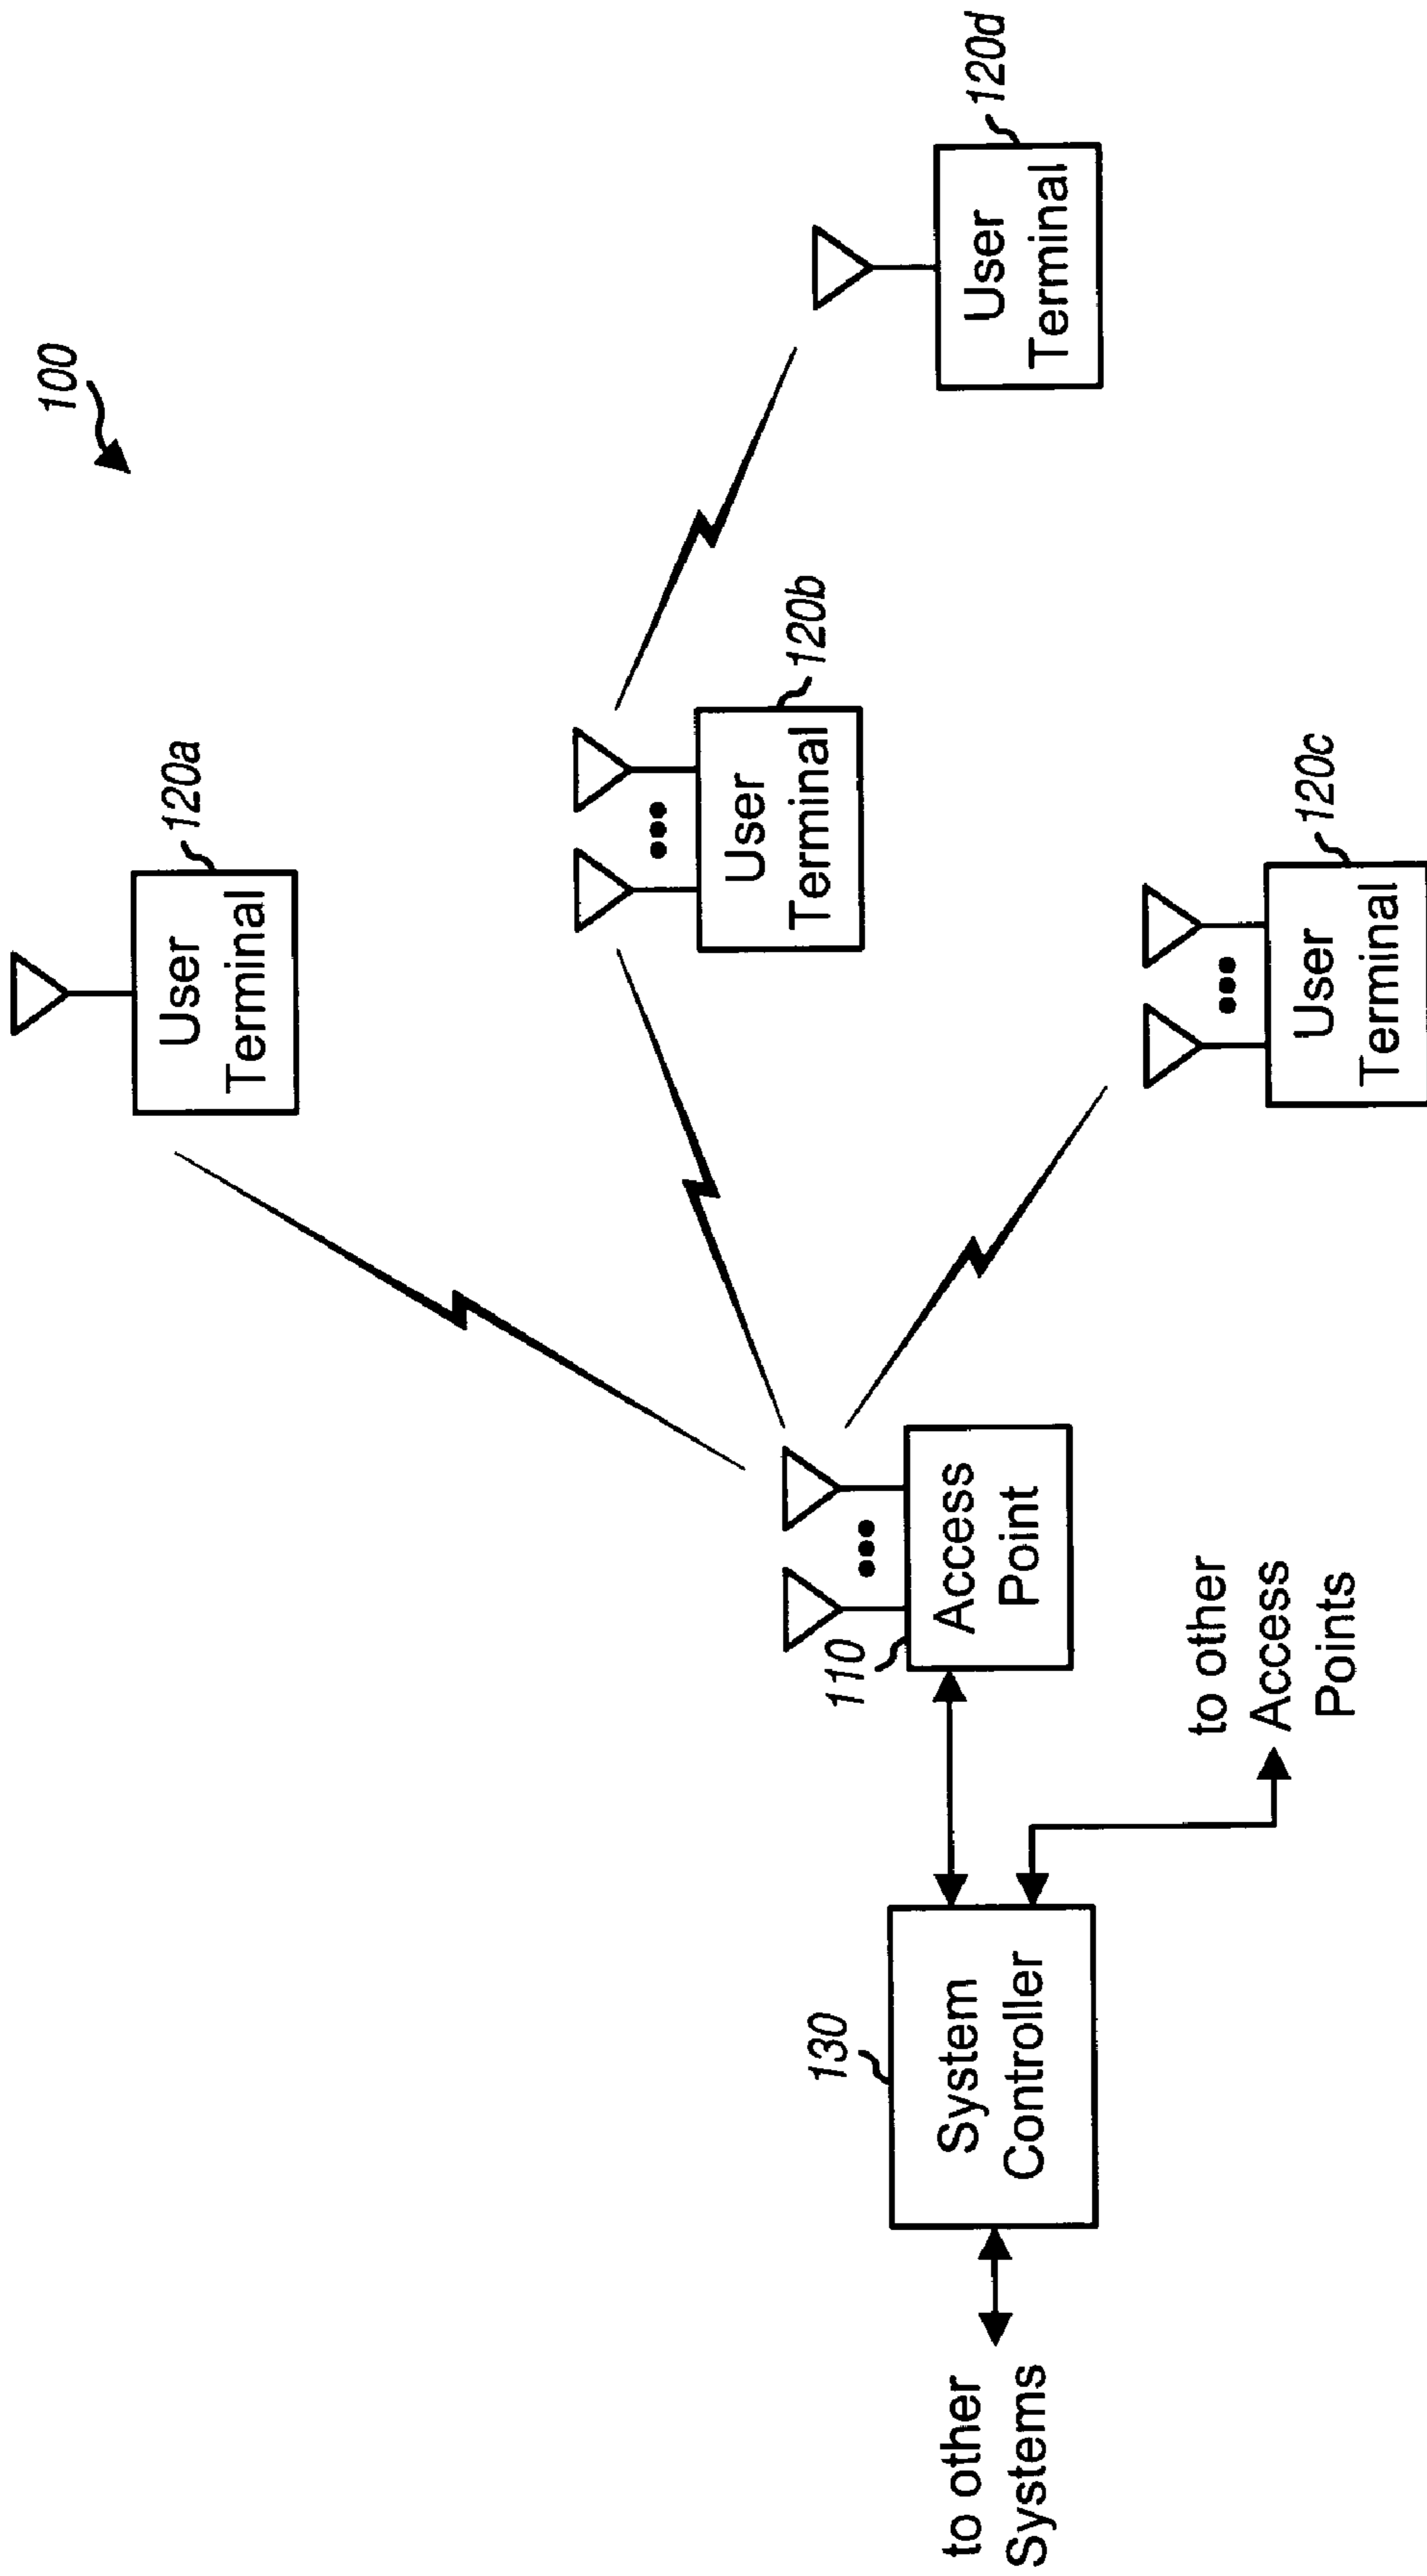 100
120a
User
Terminal
120b
User
Terminal
120d
User
Terminal
120c
User
Terminal
110
Access
Point
130
System
Controller
to other
Access
Points
to other
Systems